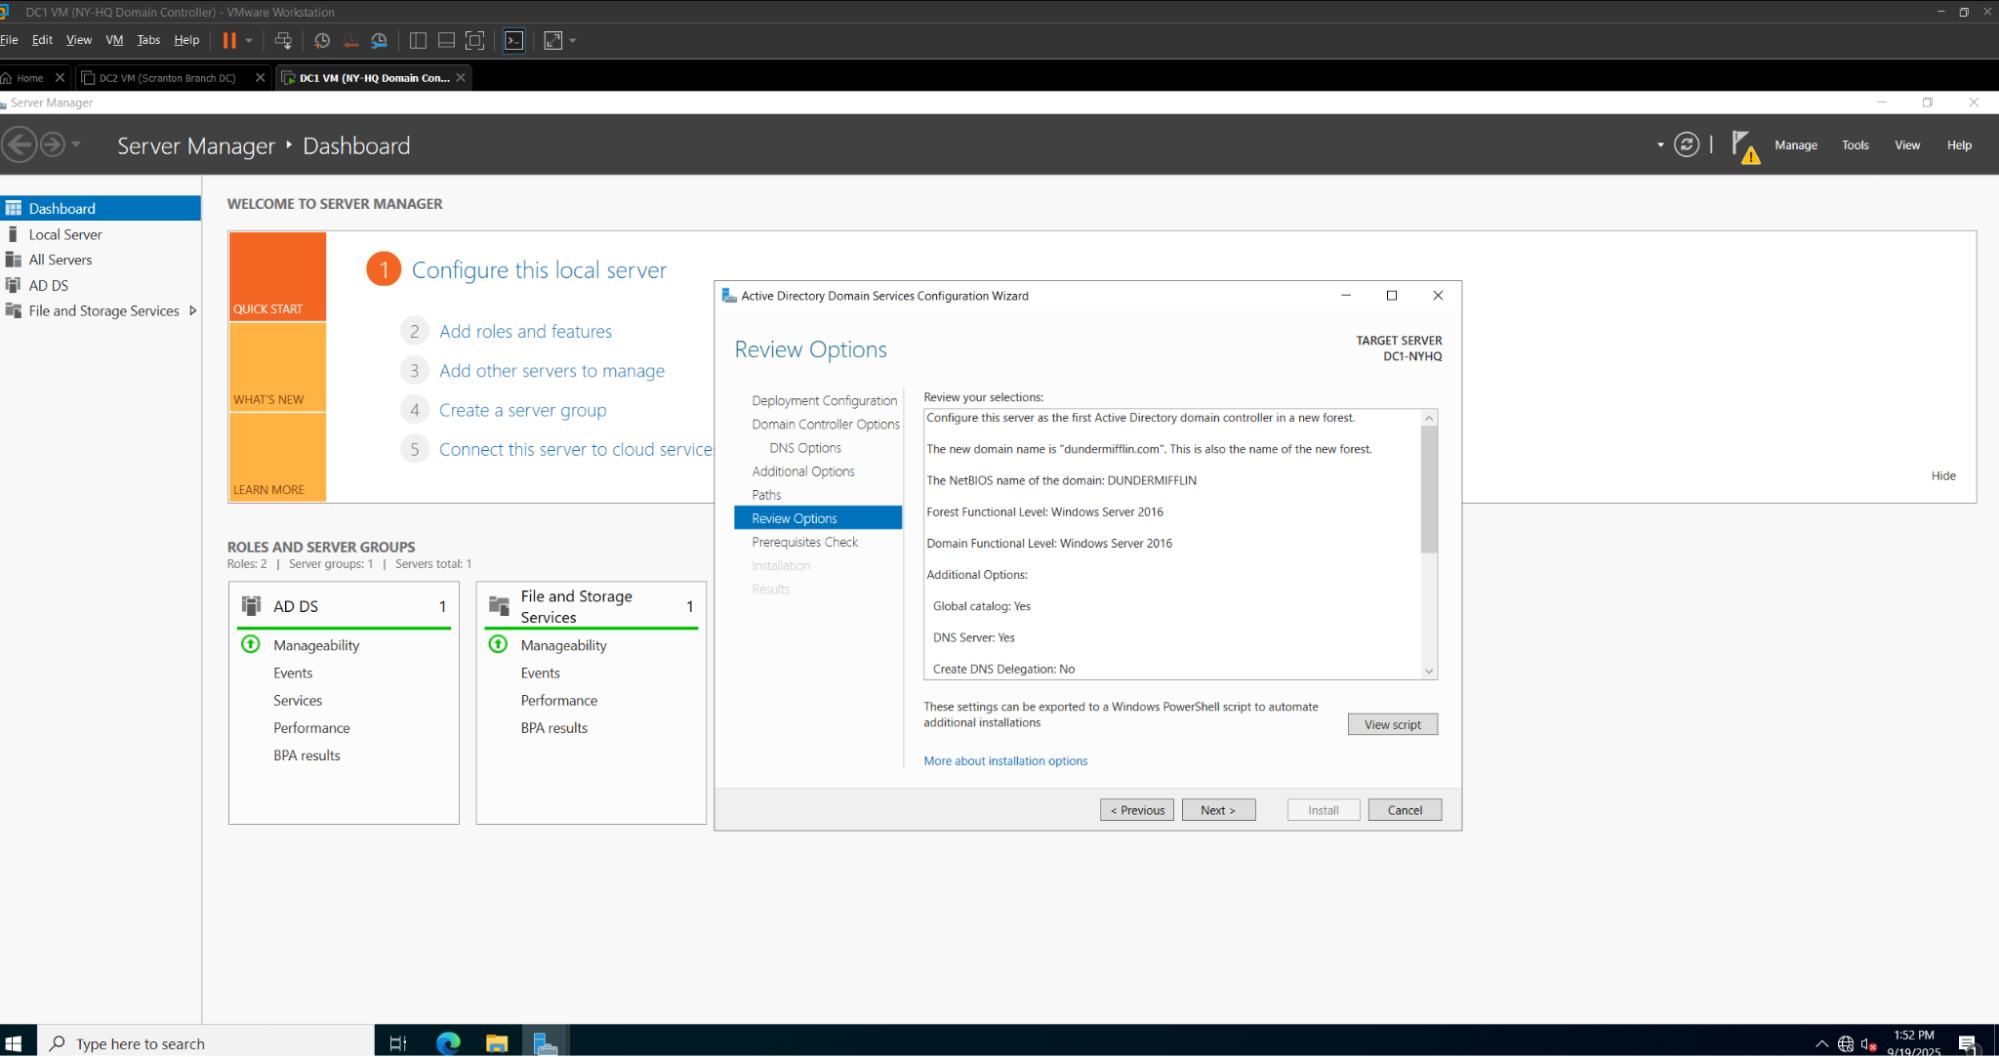 DC1 VM (NY-HQ Domain Controller) - VMware Workstation
File Edit View VM Tabs Help
Home
DC2 VM (Scranton Branch DC)
DC1 VM (NY-HQ Domain Con...
Server Manager
Server Manager ‣ Dashboard
Manage Tools View Help
Dashboard
Local Server
All Servers
AD DS
File and Storage Services
WELCOME TO SERVER MANAGER
QUICK START
WHAT'S NEW
LEARN MORE
1 Configure this local server
2 Add roles and features
3 Add other servers to manage
4 Create a server group
5 Connect this server to cloud service
Hide
ROLES AND SERVER GROUPS
Roles: 2 | Server groups: 1 | Servers total: 1
AD DS 1
Manageability
Events
Services
Performance
BPA results
File and Storage Services 1
Manageability
Events
Performance
BPA results
Active Directory Domain Services Configuration Wizard
Review Options
TARGET SERVER
DC1-NYHQ
Deployment Configuration
Domain Controller Options
DNS Options
Additional Options
Paths
Review Options
Prerequisites Check
Installation
Results
Review your selections:
Configure this server as the first Active Directory domain controller in a new forest.
The new domain name is "dundermifflin.com". This is also the name of the new forest.
The NetBIOS name of the domain: DUNDERMIFFLIN
Forest Functional Level: Windows Server 2016
Domain Functional Level: Windows Server 2016
Additional Options:
Global catalog: Yes
DNS Server: Yes
Create DNS Delegation: No
These settings can be exported to a Windows PowerShell script to automate
additional installations
View script
More about installation options
< Previous Next > Install Cancel
Type here to search
1:52 PM
9/19/2025